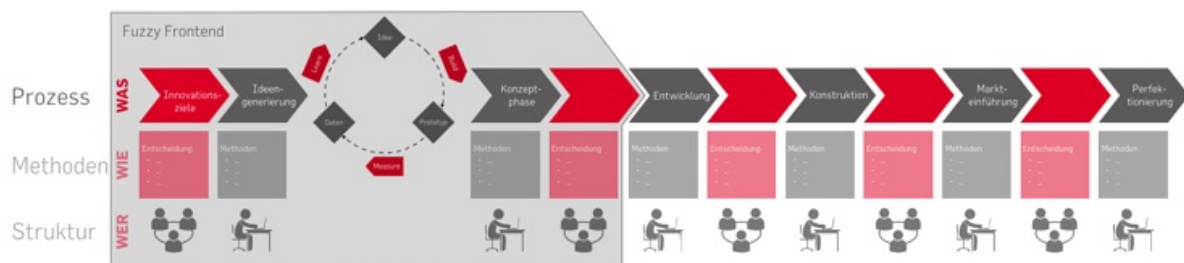 Fuzzy Frontend
Prozess
WAS
Innovations-
ziele
Ideen-
generierung
Learn
Idee
Build
Daten
Prototyp
Measure
Konzept-
phase
Entwicklung
Konstruktion
Markt-
einführung
Perfek-
tionierung
Methoden
WIE
Entscheidung
Methoden
Methoden
Entscheidung
Methoden
Entscheidung
Methoden
Entscheidung
Methoden
Entscheidung
Methoden
Struktur
WER